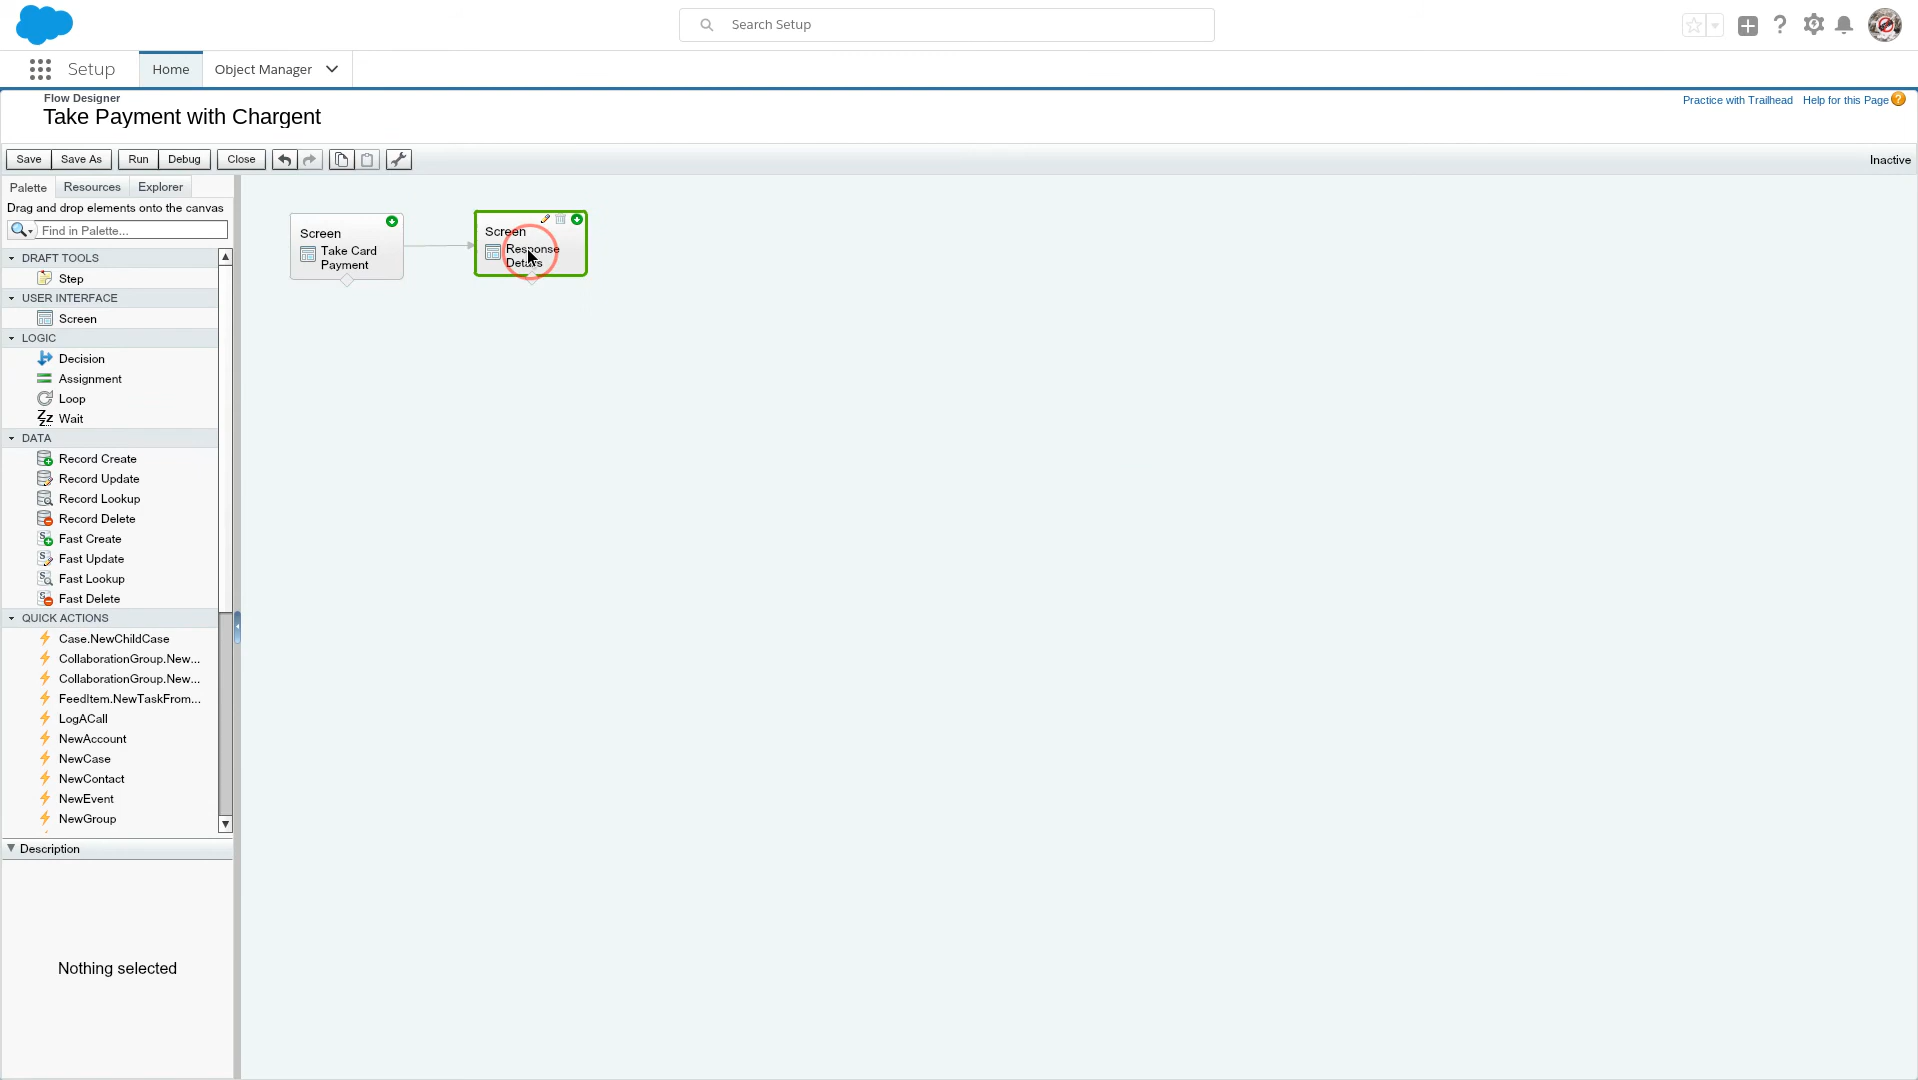 Search Setup
Setup
Home
Object Manager
Flow Designer
Take Payment with Chargent
Practice with Trailhead
Help for this Page
?
Save
Save As
Run
Debug
Close
Inactive
Palette
Resources
Explorer
Drag and drop elements onto the canvas
Find in Palette...
DRAFT TOOLS
Step
USER INTERFACE
Screen
LOGIC
Decision
Assignment
Loop
Zzz Wait
DATA
Record Create
Record Update
Record Lookup
Record Delete
Fast Create
Fast Update
Fast Lookup
Fast Delete
QUICK ACTIONS
Case.NewChildCase
CollaborationGroup.New...
CollaborationGroup.New...
FeedItem.NewTaskFrom...
LogACall
NewAccount
NewCase
NewContact
NewEvent
NewGroup
Description
Nothing selected
Screen
Take Card
Payment
Screen
Response
Details